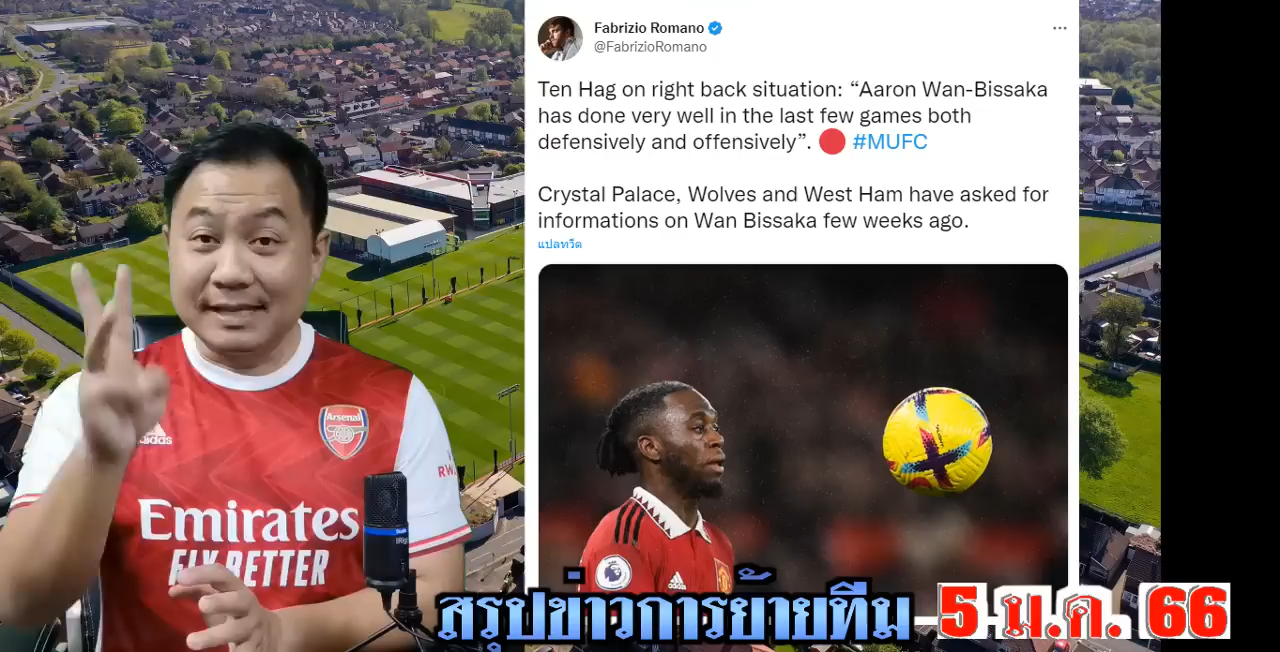 Fabrizio Romano
@FabrizioRomano
Ten Hag on right back situation: “Aaron Wan-Bissaka
has done very well in the last few games both
defensively and offensively”. 🔴 #MUFC
Crystal Palace, Wolves and West Ham have asked for
informations on Wan Bissaka few weeks ago.
แปลทวีต
Arsenal
adidas
Emirates
FLY BETTER
สรุปข่าวการย้ายทีม 5 ม.ค. 66